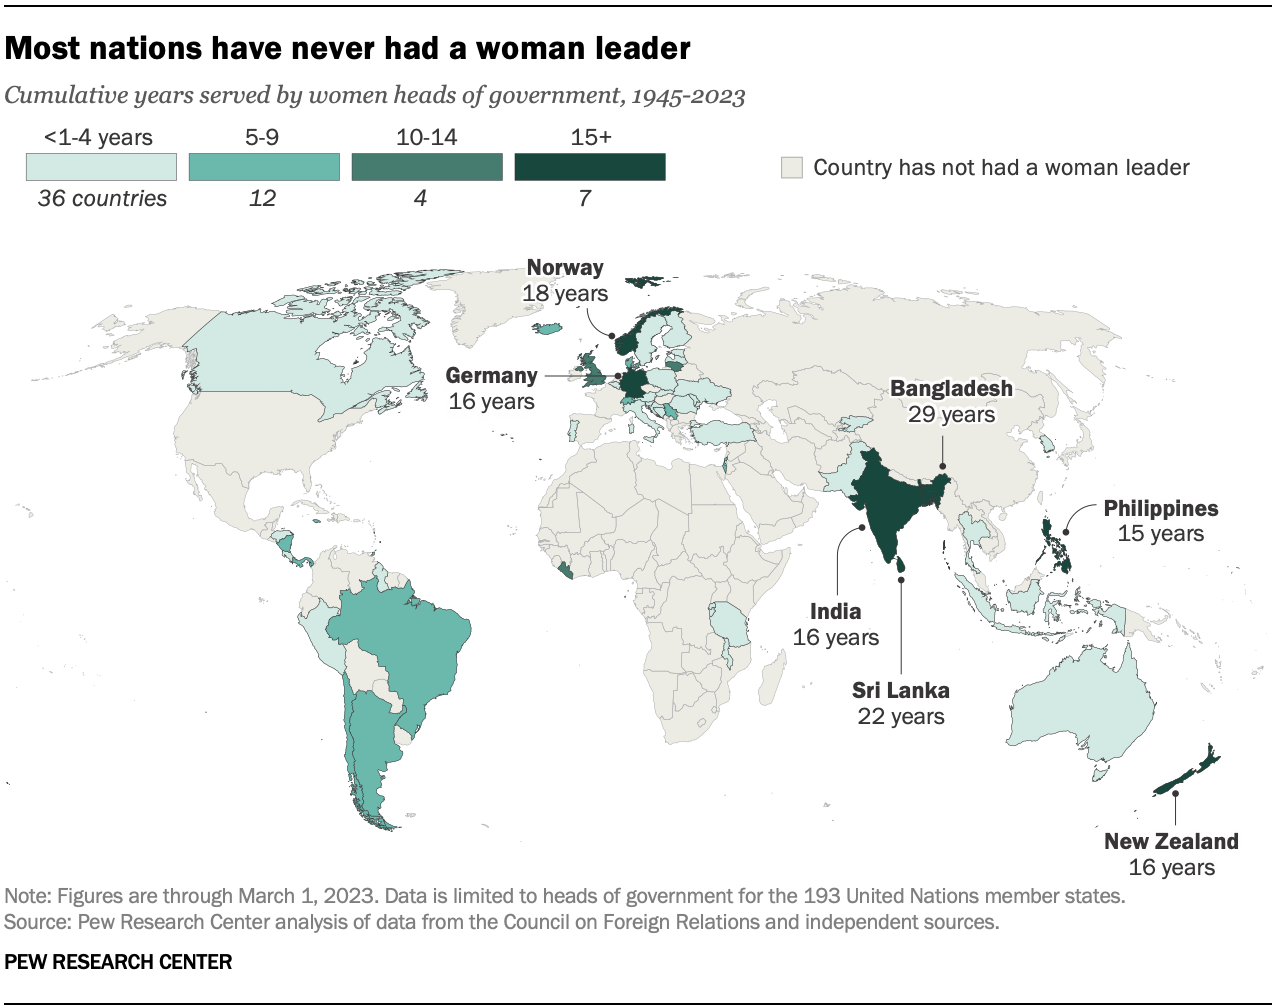 Most nations have never had a woman leader
Cumulative years served by women heads of government, 1945-2023
<1-4 years 5-9 10-14 15+
36 countries 12 4 7
Country has not had a woman leader
Norway
18 years
Germany
16 years
Bangladesh
29 years
Philippines
15 years
India
16 years
Sri Lanka
22 years
New Zealand
16 years
Note: Figures are through March 1, 2023. Data is limited to heads of government for the 193 United Nations member states.
Source: Pew Research Center analysis of data from the Council on Foreign Relations and independent sources.
PEW RESEARCH CENTER